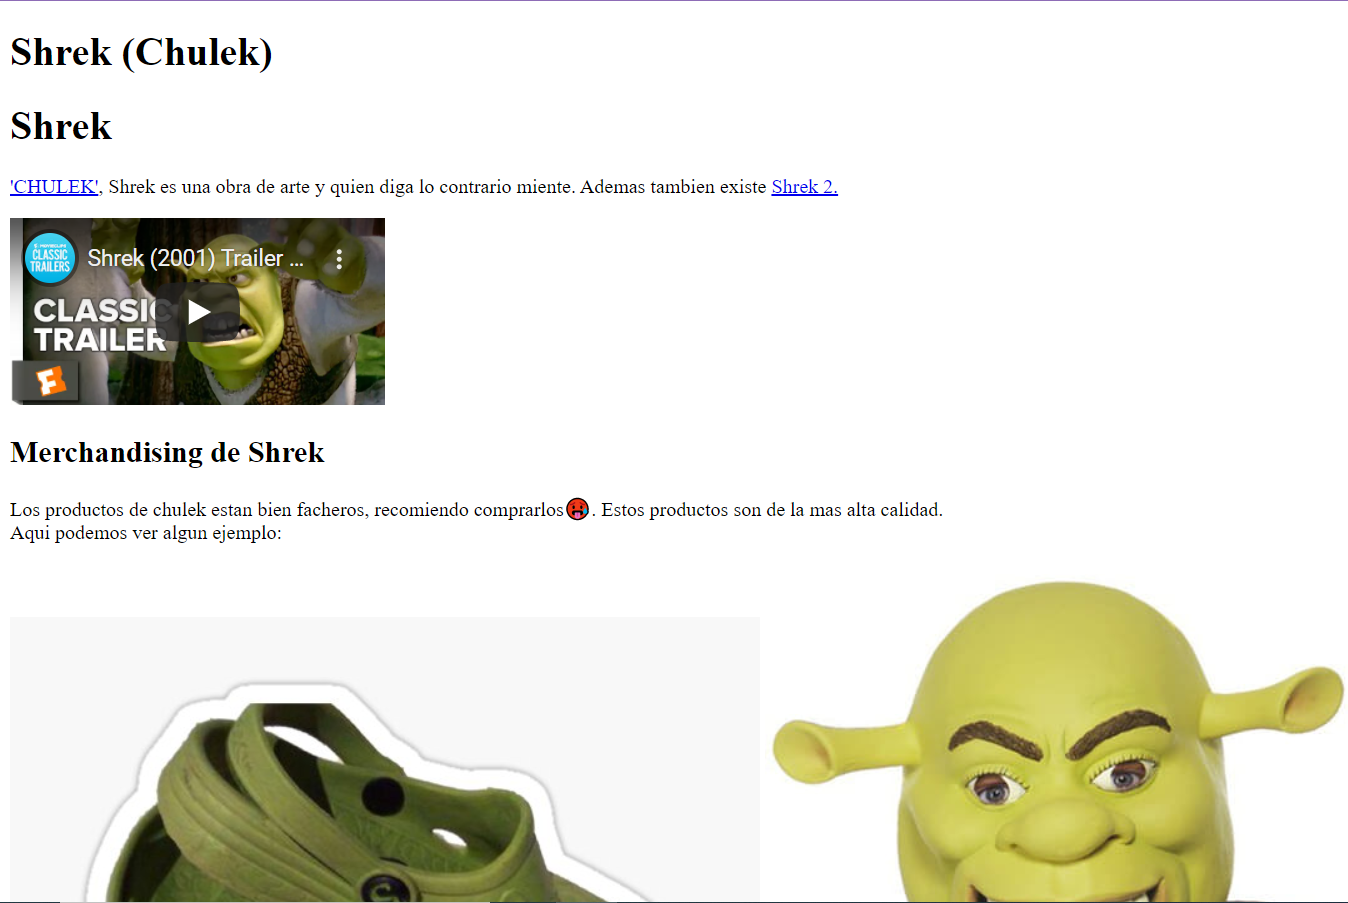 Shrek (Chulek)
Shrek
'CHULEK', Shrek es una obra de arte y quien diga lo contrario miente. Ademas tambien existe Shrek 2.
MOVIECLIPS
CLASSIC
TRAILERS
Shrek (2001) Trailer ...
CLASSIC
TRAILER
Merchandising de Shrek
Los productos de chulek estan bien facheros, recomiendo comprarlos🥵. Estos productos son de la mas alta calidad.
Aqui podemos ver algun ejemplo: